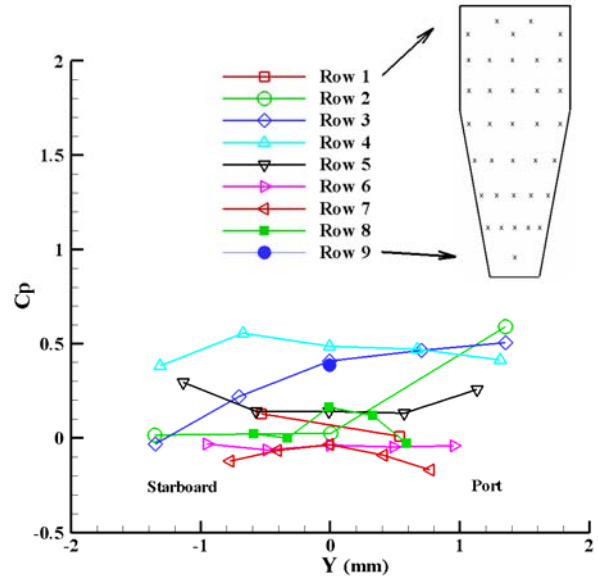 2
1.5
1
0.5
0
-0.5
Cp
Row 1
Row 2
Row 3
Row 4
Row 5
Row 6
Row 7
Row 8
Row 9
Starboard
Port
-2
-1
0
1
2
Y (mm)